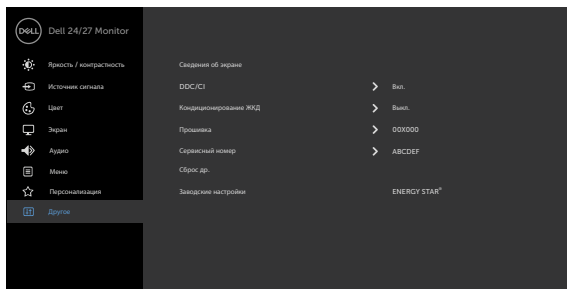 DELL Dell 24/27 Monitor
Яркость / контрастность Сведения об экране
Источник сигнала DDC/CI Вкл.
Цвет Кондиционирование ЖКД Выкл.
Экран Прошивка 00X000
Аудио Сервисный номер ABCDEF
Меню Сброс др.
Персонализация Заводские настройки ENERGY STAR®
Другое